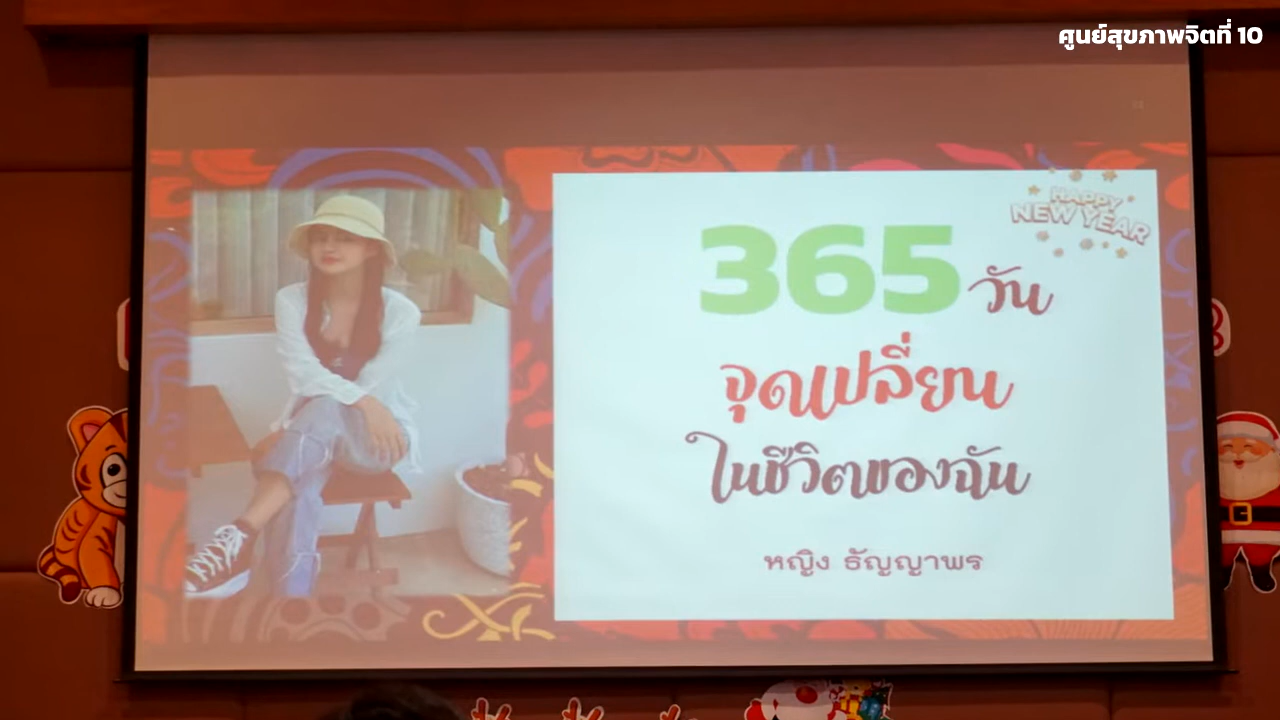 ศูนย์สุขภาพจิตที่ 10
HAPPY
NEW YEAR
365 วัน
จุดเปลี่ยน
ในชีวิตของฉัน
หญิง ธัญญาพร